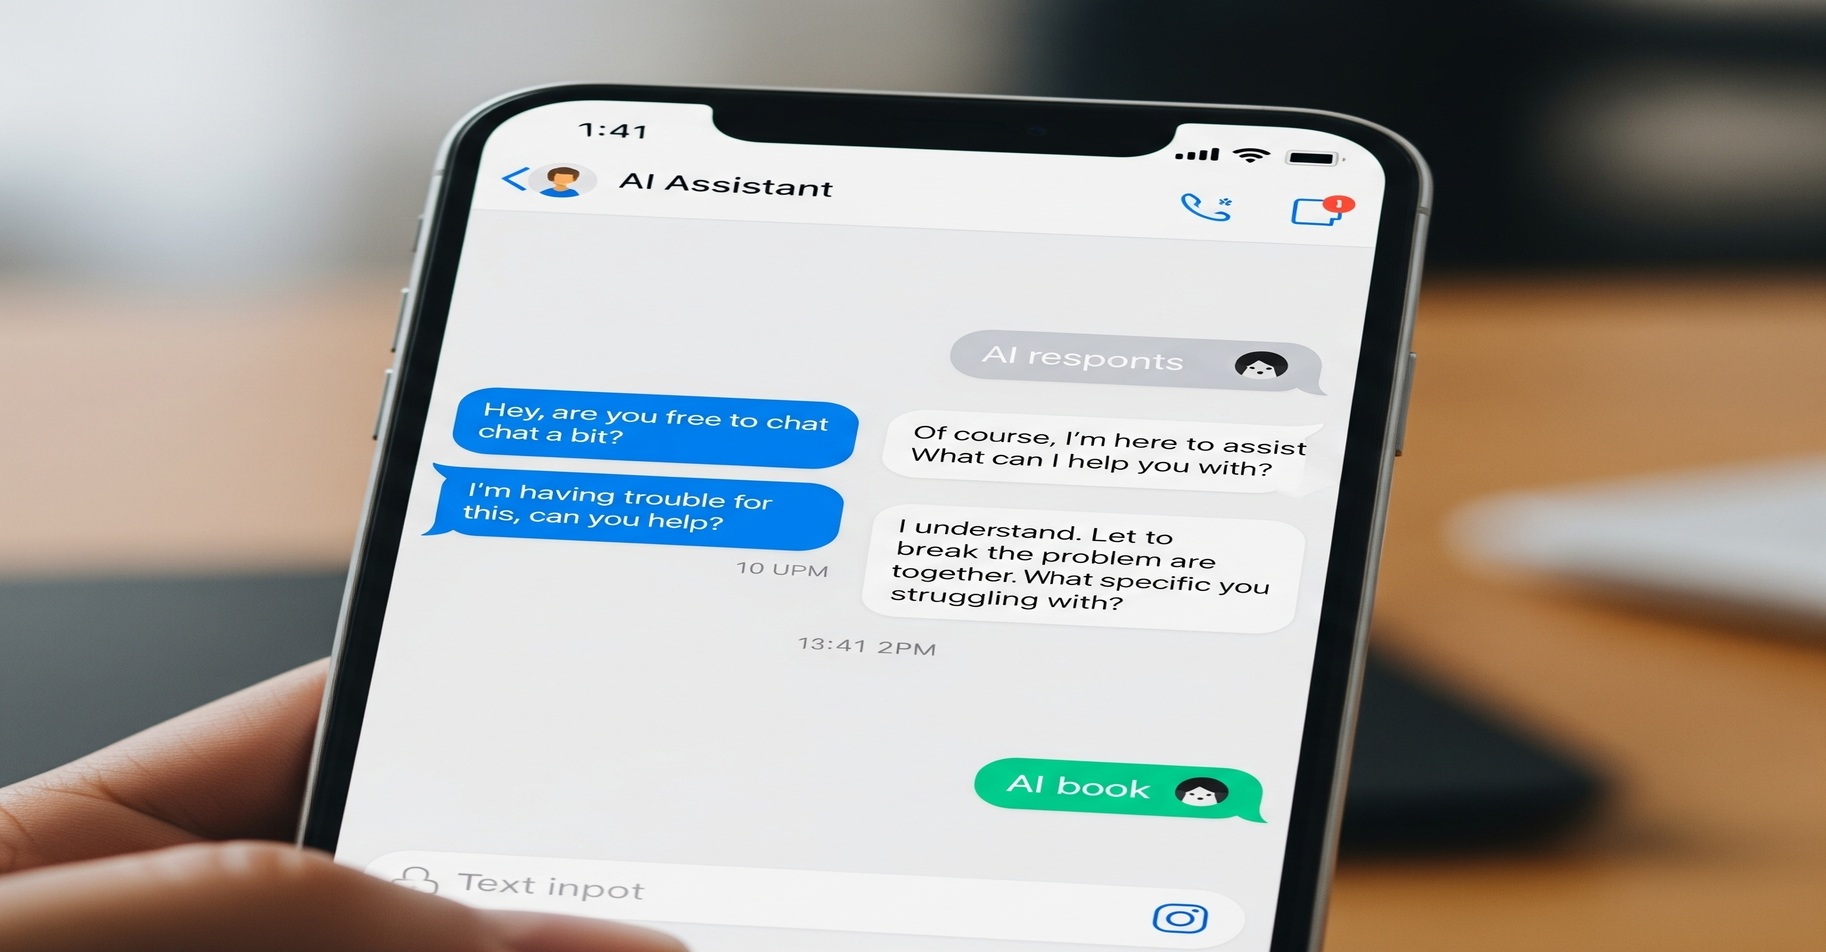 1:41
AI Assistant
1
AI responts
Hey, are you free to chat
chat a bit?
Of course, I'm here to assist
What can I help you with?
I'm having trouble for
this, can you help?
10 UPM
I understand. Let to
break the problem are
together. What specific you
struggling with?
13:41 2PM
AI book
Text inpot